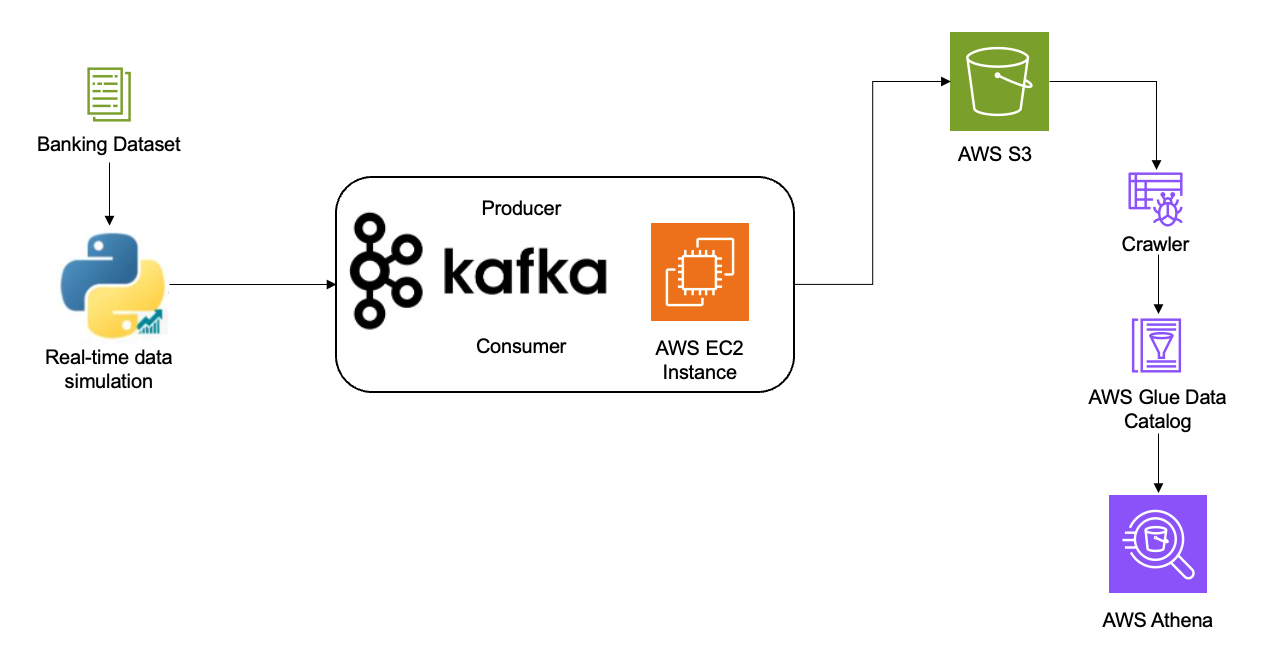 Banking Dataset
Real-time data
simulation
Producer
kafka
Consumer
AWS EC2
Instance
AWS S3
Crawler
AWS Glue Data
Catalog
AWS Athena